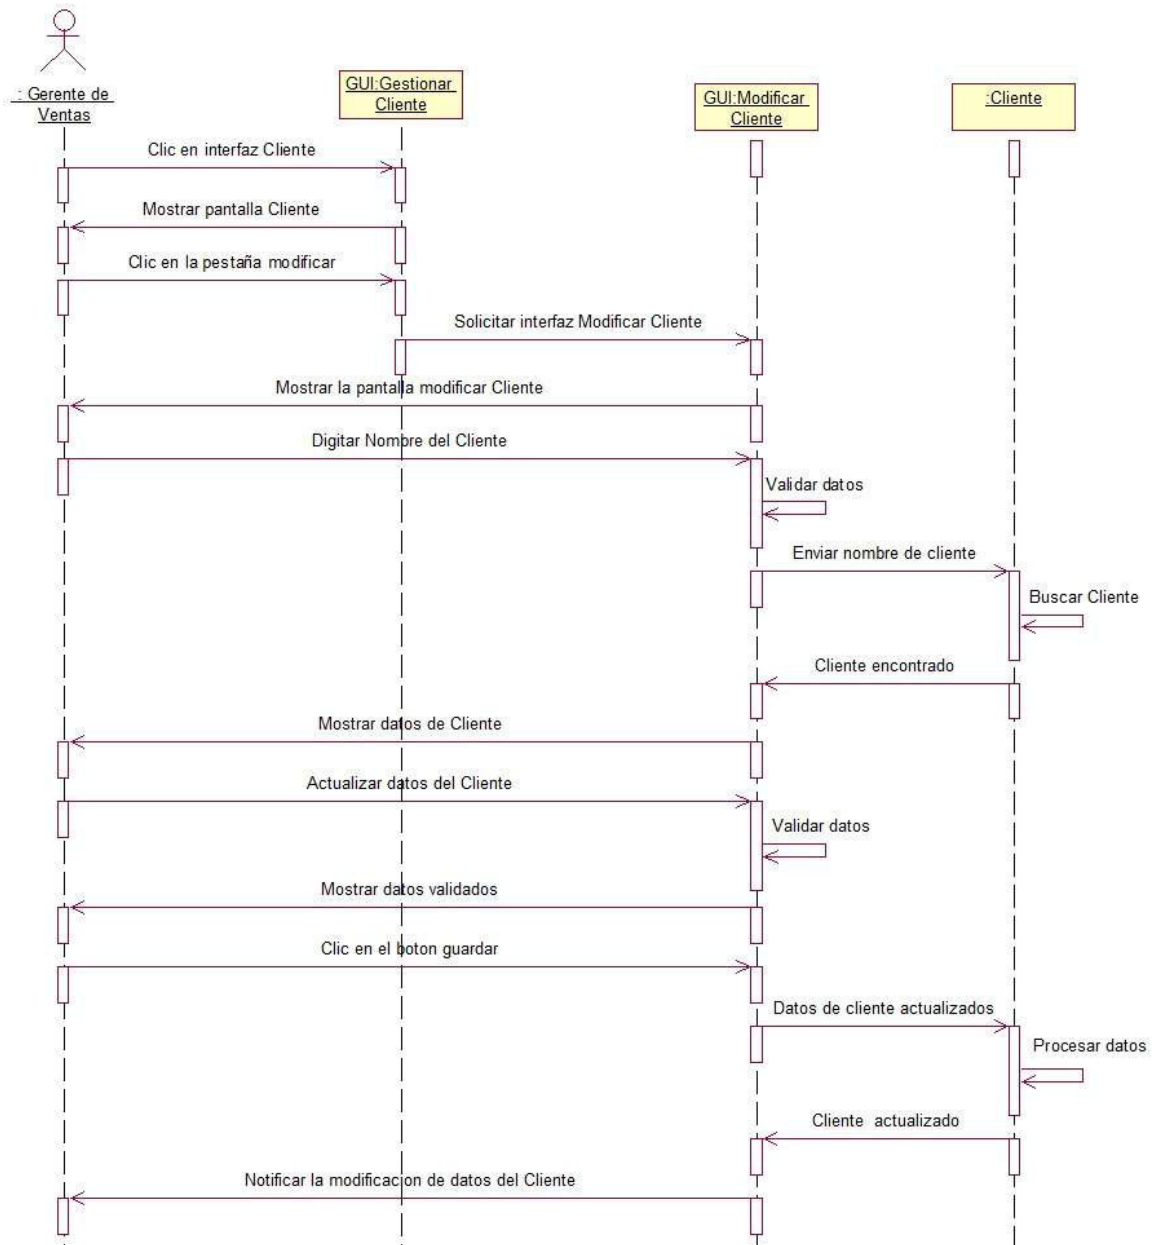 : Gerente de
Ventas
GUI:Gestionar
Cliente
GUI:Modificar
Cliente
:Cliente
Clic en interfaz Cliente
Mostrar pantalla Cliente
Clic en la pestaña modificar
Solicitar interfaz Modificar Cliente
Mostrar la pantalla modificar Cliente
Digitar Nombre del Cliente
Validar datos
Enviar nombre de cliente
Buscar Cliente
Cliente encontrado
Mostrar datos de Cliente
Actualizar datos del Cliente
Validar datos
Mostrar datos validados
Clic en el boton guardar
Datos de cliente actualizados
Procesar datos
Cliente actualizado
Notificar la modificacion de datos del Cliente